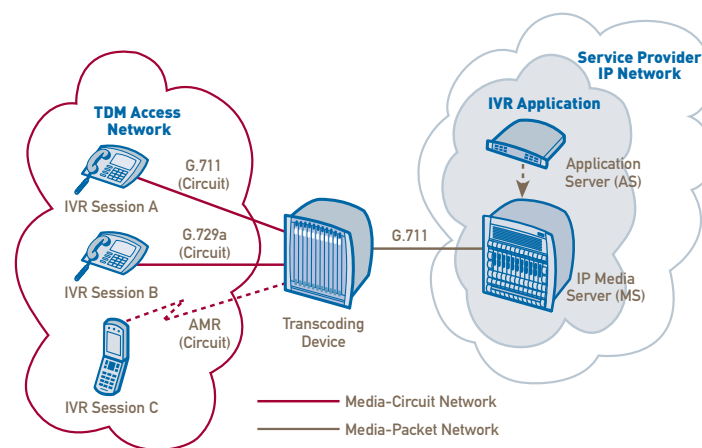 Service Provider
IP Network
TDM Access
Network
IVR Application
G.711
(Circuit)
Application
Server (AS)
IVR Session A
G.729a
(Circuit)
G.711
IVR Session B
IP Media
Server (MS)
AMR
(Circuit)
Transcoding
Device
IVR Session C
Media-Circuit Network
Media-Packet Network